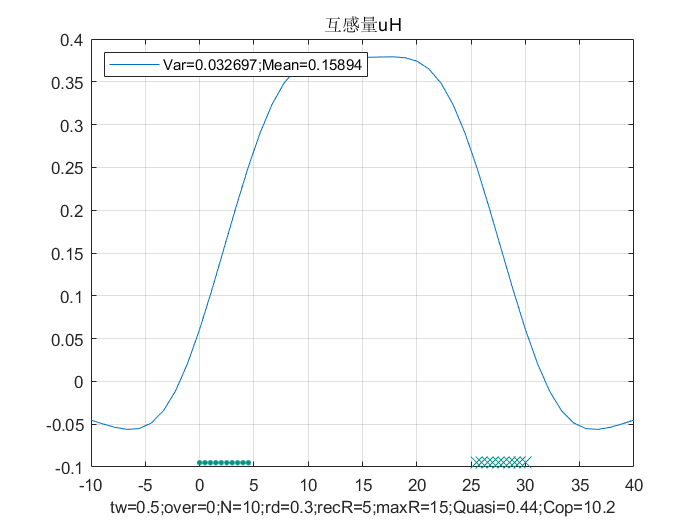 互感量uH
0.4
Var=0.032697;Mean=0.15894
0.35
0.3
0.25
0.2
0.15
0.1
0.05
0
-0.05
-0.1
-10 -5 0 5 10 15 20 25 30 35 40
tw=0.5;over=0;N=10;rd=0.3;recR=5;maxR=15;Quasi=0.44;Cop=10.2